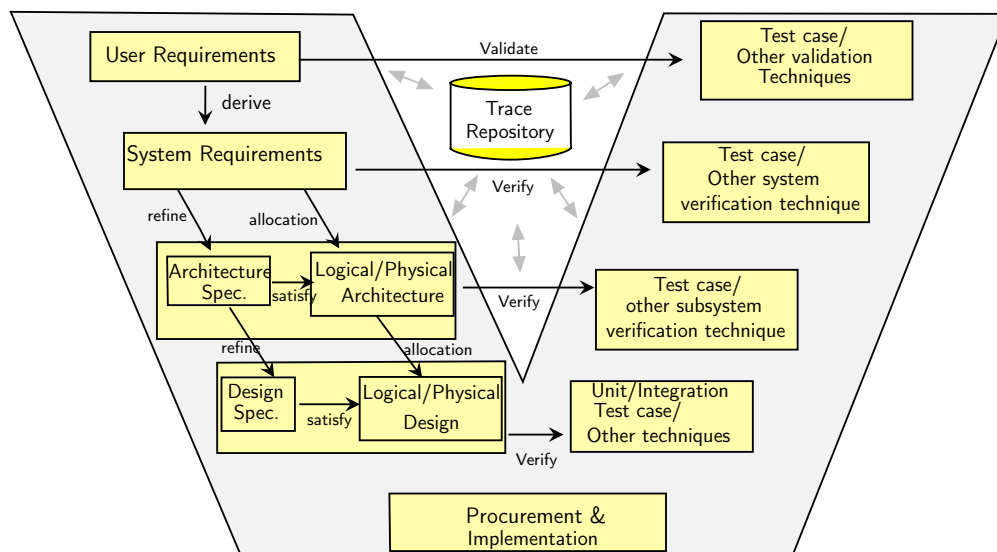 User Requirements
Validate
Test case/
Other validation
Techniques
derive
Trace
Repository
System Requirements
Verify
Test case/
Other system
verification technique
refine
allocation
Architecture
Spec.
satisfy
Logical/Physical
Architecture
Verify
Test case/
other subsystem
verification technique
refine
allocation
Design
Spec.
satisfy
Logical/Physical
Design
Verify
Unit/Integration
Test case/
Other techniques
Procurement &
Implementation